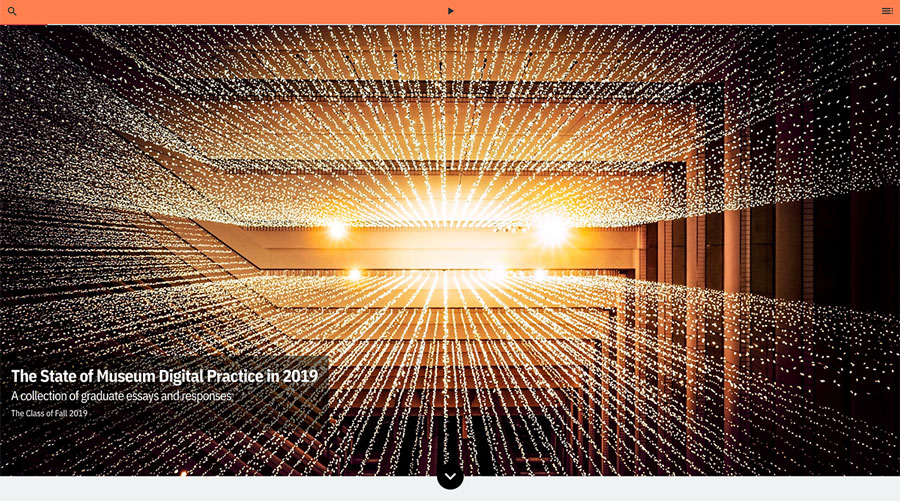 The State of Museum Digital Practice in 2019
A collection of graduate essays and responses
The Class of Fall 2019